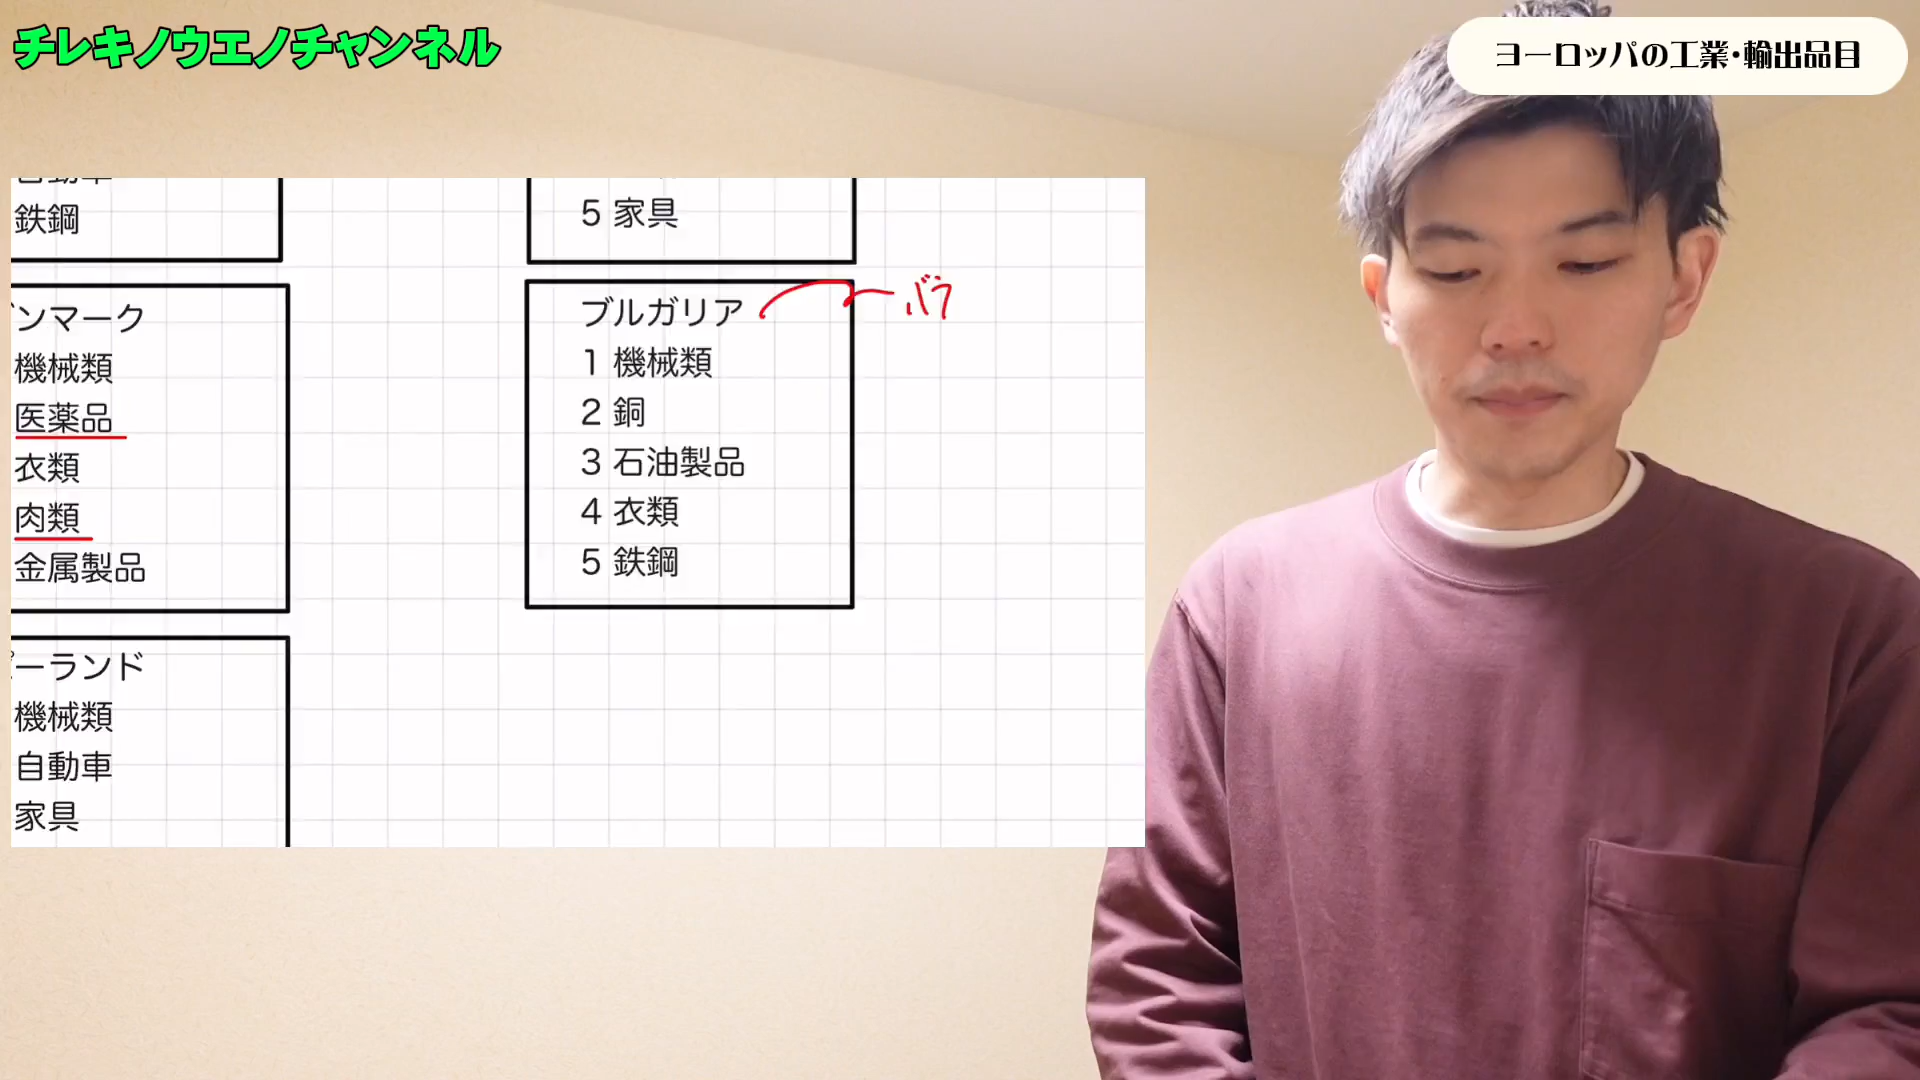 チレキノウエノチャンネル
ヨーロッパの工業・輸出品目
鉄鋼
5 家具
ンマーク
機械類
医薬品
衣類
肉類
金属製品
ーランド
機械類
自動車
家具
ブルガリア
1 機械類
2 銅
3 石油製品
4 衣類
5 鉄鋼
バラ